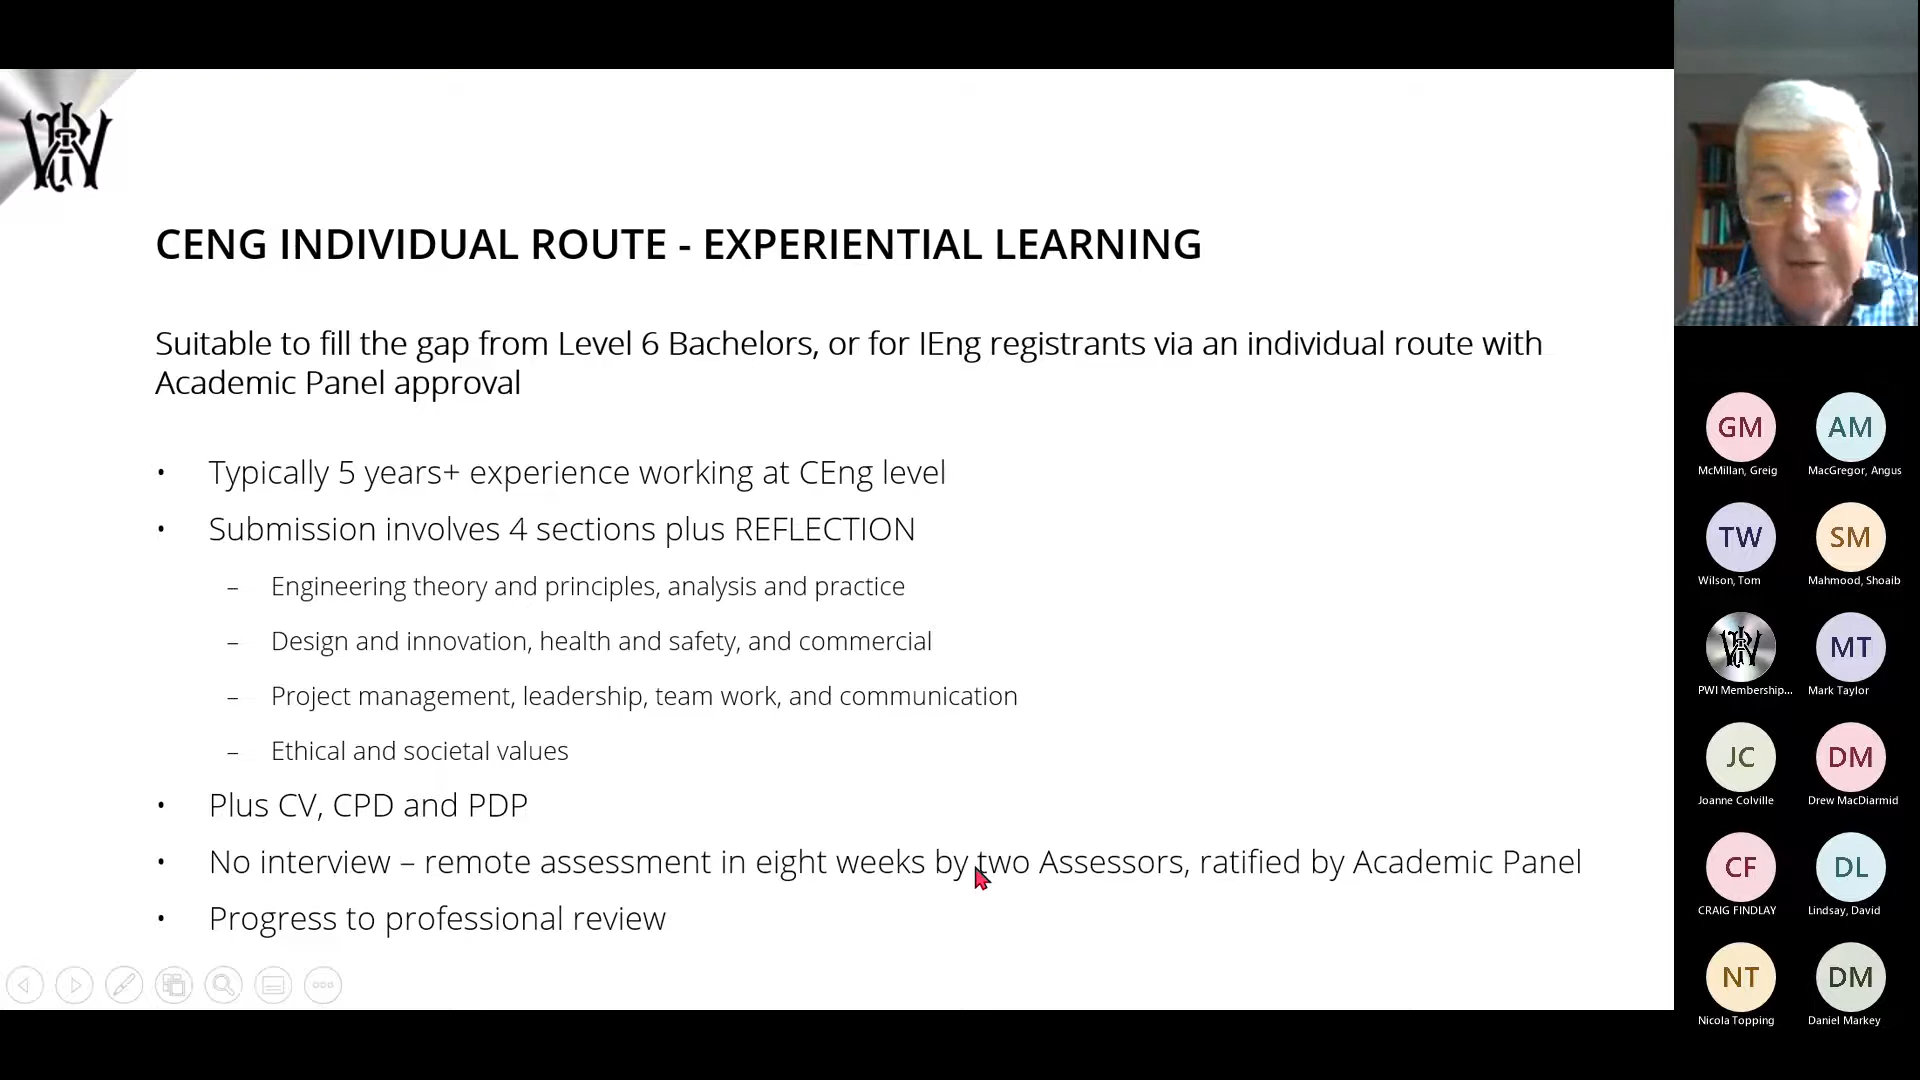 CENG INDIVIDUAL ROUTE - EXPERIENTIAL LEARNING
Suitable to fill the gap from Level 6 Bachelors, or for IEng registrants via an individual route with
Academic Panel approval
• Typically 5 years+ experience working at CEng level
• Submission involves 4 sections plus REFLECTION
– Engineering theory and principles, analysis and practice
– Design and innovation, health and safety, and commercial
– Project management, leadership, team work, and communication
– Ethical and societal values
• Plus CV, CPD and PDP
• No interview – remote assessment in eight weeks by two Assessors, ratified by Academic Panel
• Progress to professional review
GM AM
McMillan, Greig MacGregor, Angus
TW SM
Wilson, Tom Mahmood, Shoaib
MT
PWI Membership... Mark Taylor
JC DM
Joanne Colville Drew MacDiarmid
CF DL
CRAIG FINDLAY Lindsay, David
NT DM
Nicola Topping Daniel Markey